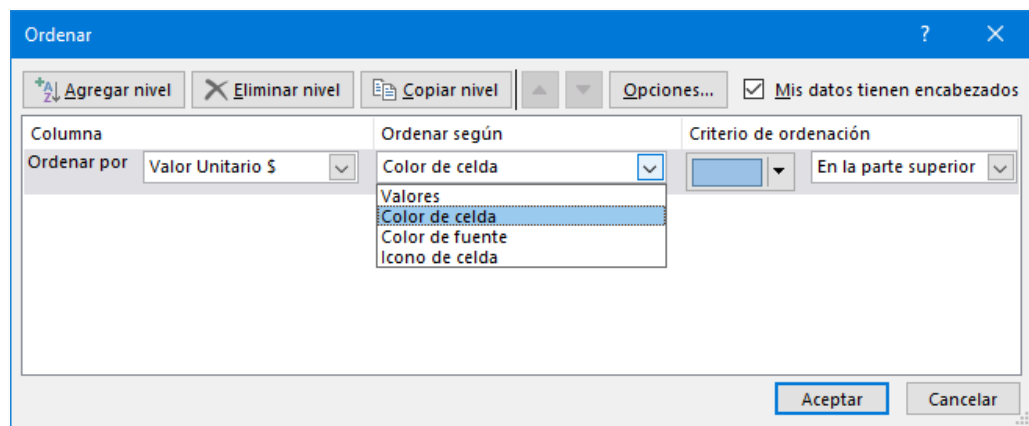 Ordenar ?
Agregar nivel Eliminar nivel Copiar nivel Opciones... Mis datos tienen encabezados
Columna Ordenar según Criterio de ordenación
Ordenar por Valor Unitario $ Color de celda En la parte superior
Valores
Color de celda
Color de fuente
Icono de celda
Aceptar Cancelar